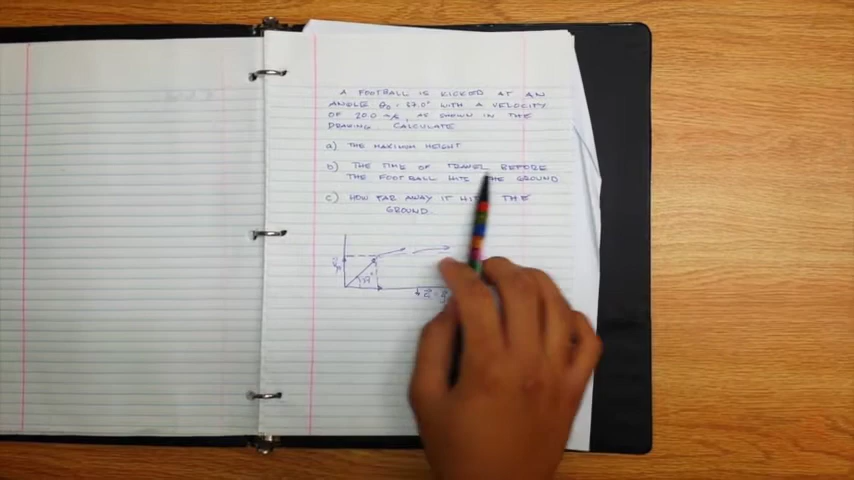 A FOOTBALL IS KICKED AT AN
ANGLE θ₀ = 37.0° WITH A VELOCITY
OF 20.0 m/s, AS SHOWN IN THE
DRAWING. CALCULATE
a) THE MAXIMUM HEIGHT
b) THE TIME OF TRAVEL BEFORE
THE FOOTBALL HITS THE GROUND
c) HOW FAR AWAY IT HITS THE
GROUND.
37°